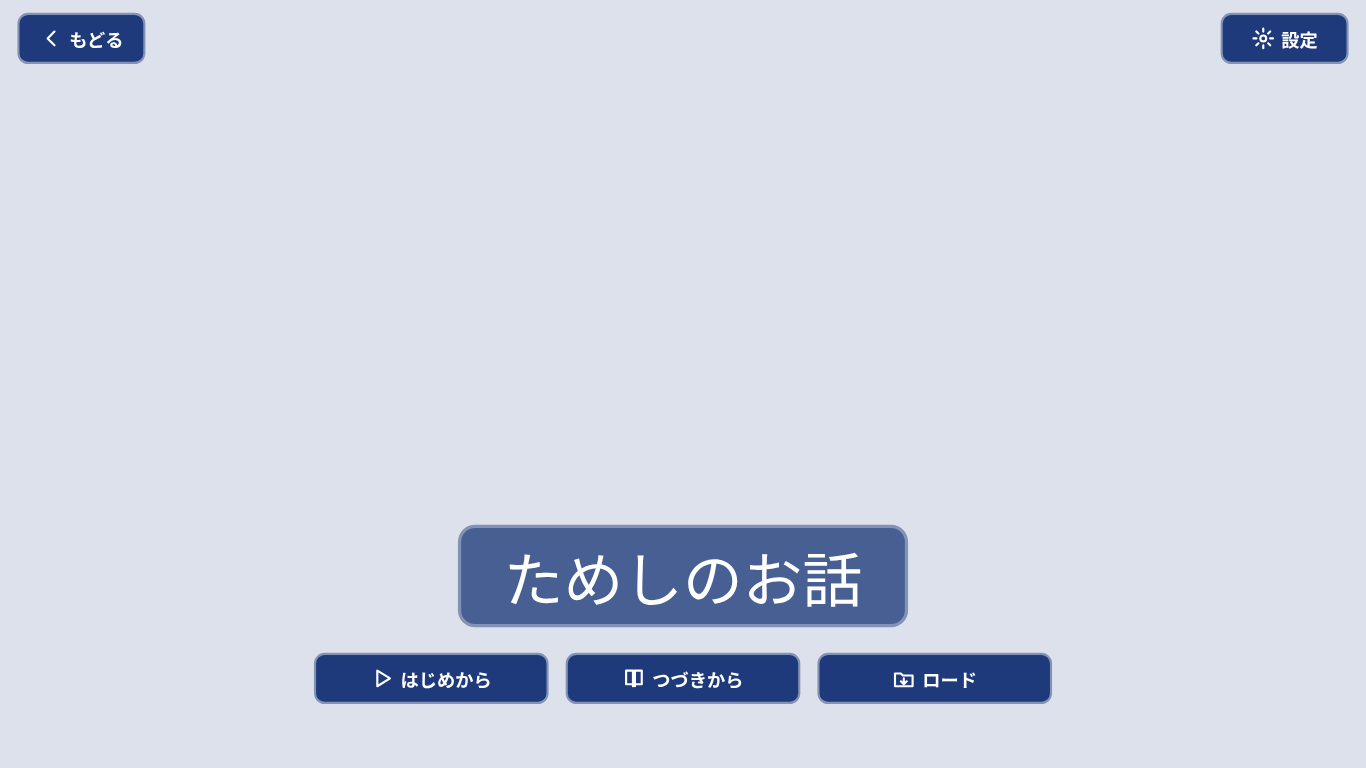 もどる
設定
ためしのお話
はじめから
つづきから
ロード